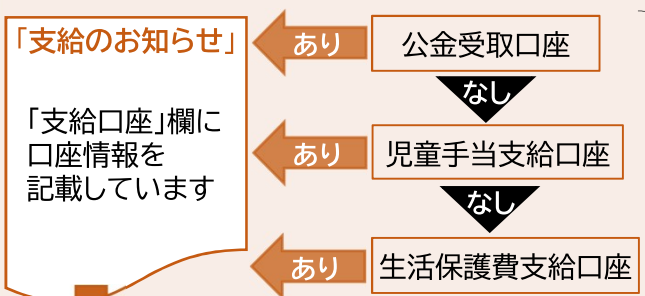 「支給のお知らせ」
「支給口座」欄に
口座情報を
記載しています
あり
公金受取口座
なし
あり
児童手当支給口座
なし
あり
生活保護費支給口座